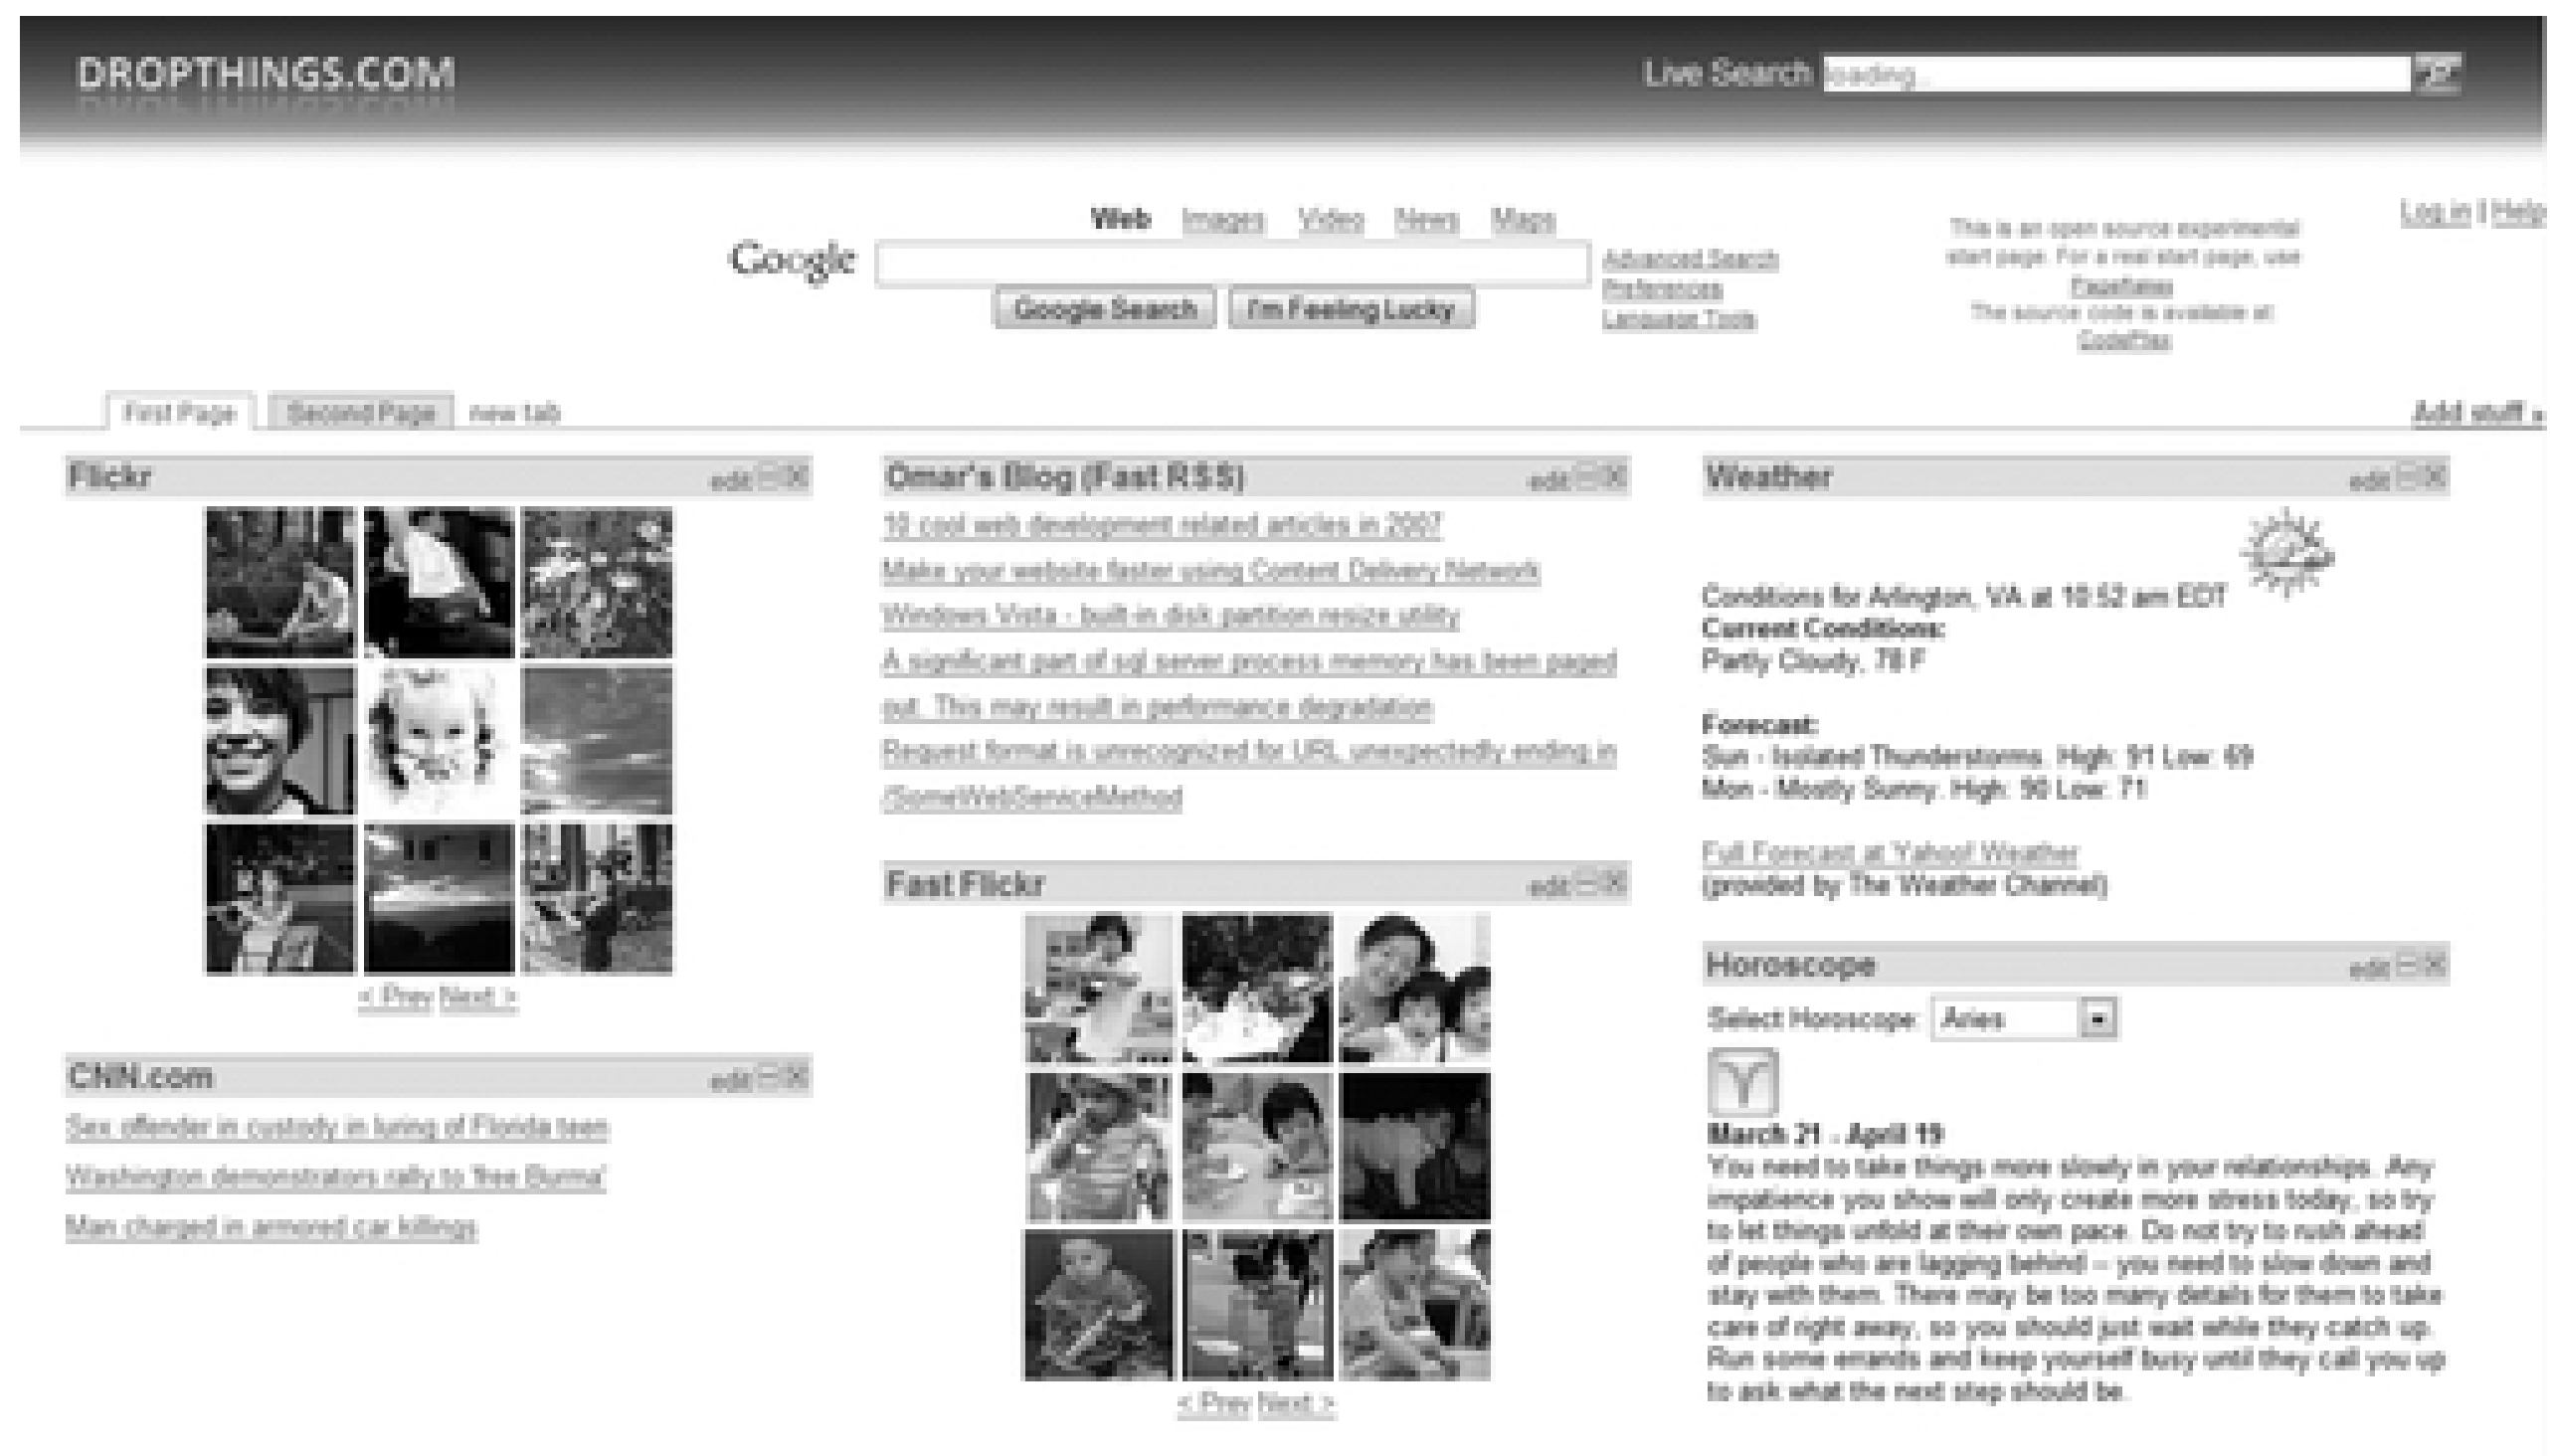 DROPTHINGS.COM
Live Search loading...
Log in | Help
Web Images Video News Maps
Google
Advanced Search
Preferences
Language Tools
Google Search I'm Feeling Lucky
This is an open source experimental
start page. For a real start page, use
Pageflakes
The source code is available at
CodePlex
First Page Second Page new tab
Add stuff »
Flickr edit
< Prev Next >
CNN.com edit
Sex offender in custody in luring of Florida teen
Washington demonstrators rally to 'free Burma'
Man charged in armored car killings
Omar's Blog (Fast RSS) edit
10 cool web development related articles in 2007
Make your website faster using Content Delivery Network
Windows Vista - built-in disk partition resize utility
A significant part of sql server process memory has been paged
out. This may result in performance degradation
Request format is unrecognized for URL unexpectedly ending in
/SomeWebServiceMethod
Fast Flickr edit
< Prev Next >
Weather edit
Conditions for Arlington, VA at 10:52 am EDT
Current Conditions:
Partly Cloudy, 78 F
Forecast:
Sun - Isolated Thunderstorms. High: 91 Low: 69
Mon - Mostly Sunny. High: 90 Low: 71
Full Forecast at Yahoo! Weather
(provided by The Weather Channel)
Horoscope edit
Select Horoscope: Aries
March 21 - April 19
You need to take things more slowly in your relationships. Any
impatience you show will only create more stress today, so try
to let things unfold at their own pace. Do not try to rush ahead
of people who are lagging behind -- you need to slow down and
stay with them. There may be too many details for them to take
care of right away, so you should just wait while they catch up.
Run some errands and keep yourself busy until they call you up
to ask what the next step should be.